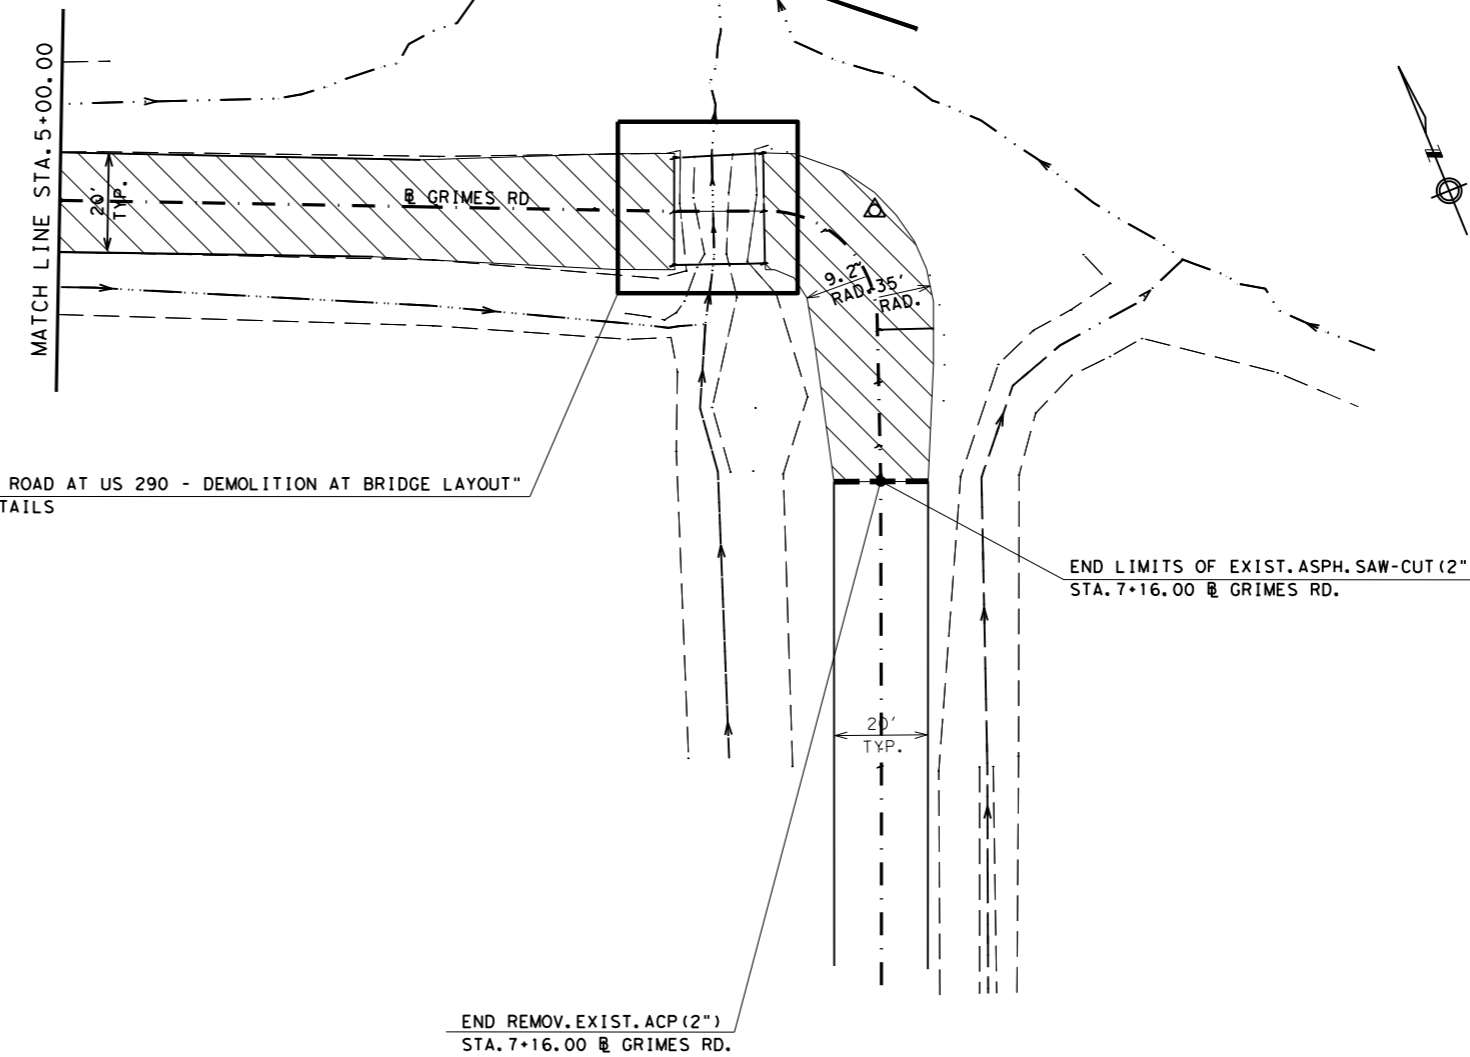 MATCH LINE STA. 5+00.00
20'
TYP.
℄ GRIMES RD
9.2'
RAD.
35'
RAD.
N
ROAD AT US 290 - DEMOLITION AT BRIDGE LAYOUT"
TAILS
END LIMITS OF EXIST. ASPH. SAW-CUT (2"
STA. 7+16.00 ℄ GRIMES RD.
20'
TYP.
END REMOV. EXIST. ACP (2")
STA. 7+16.00 ℄ GRIMES RD.